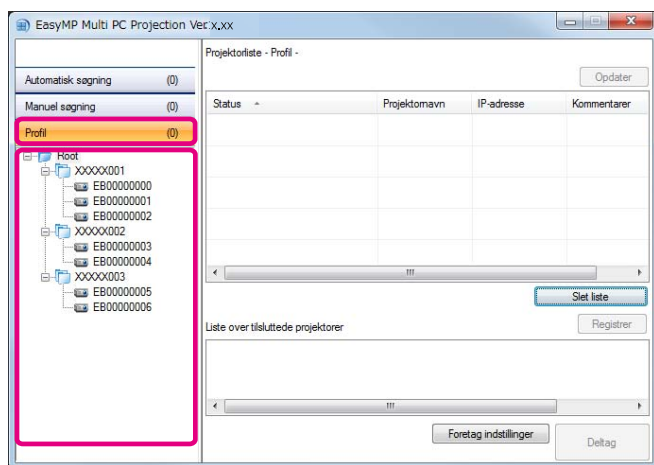 EasyMP Multi PC Projection Ver.x.xx
Projektorliste - Profil -
Opdater
Automatisk søgning (0)
Manuel søgning (0)
Profil (0)
Status Projektornavn IP-adresse Kommentarer
Root
XXXXX001
EB00000000
EB00000001
EB00000002
XXXXX002
EB00000003
EB00000004
XXXXX003
EB00000005
EB00000006
Slet liste
Liste over tilsluttede projektorer
Registrer
Foretag indstillinger
Deltag